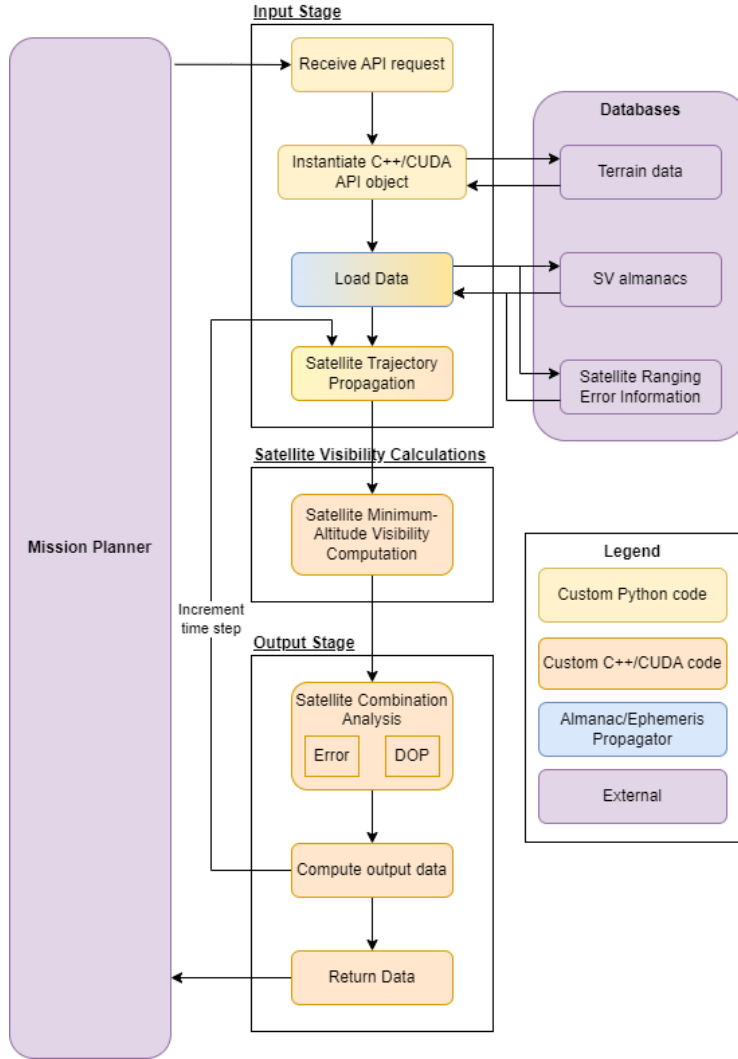 Input Stage
Receive API request
Instantiate C++/CUDA
API object
Load Data
Satellite Trajectory
Propagation
Databases
Terrain data
SV almanacs
Satellite Ranging
Error Information
Mission Planner
Satellite Visibility Calculations
Satellite Minimum-
Altitude Visibility
Computation
Increment
time step
Output Stage
Satellite Combination
Analysis
Error
DOP
Compute output data
Return Data
Legend
Custom Python code
Custom C++/CUDA code
Almanac/Ephemeris
Propagator
External